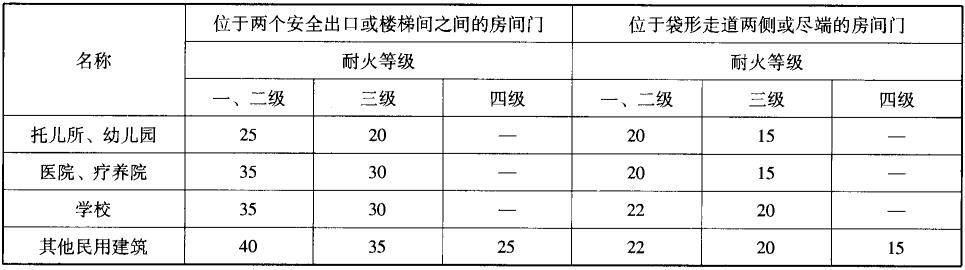 名称 位于两个安全出口或楼梯间之间的房间门 位于袋形走道两侧或尽端的房间门
耐火等级 耐火等级
一、二级 三级 四级 一、二级 三级 四级
托儿所、幼儿园 25 20 — 20 15 —
医院、疗养院 35 30 — 20 15 —
学校 35 30 — 22 20 —
其他民用建筑 40 35 25 22 20 15